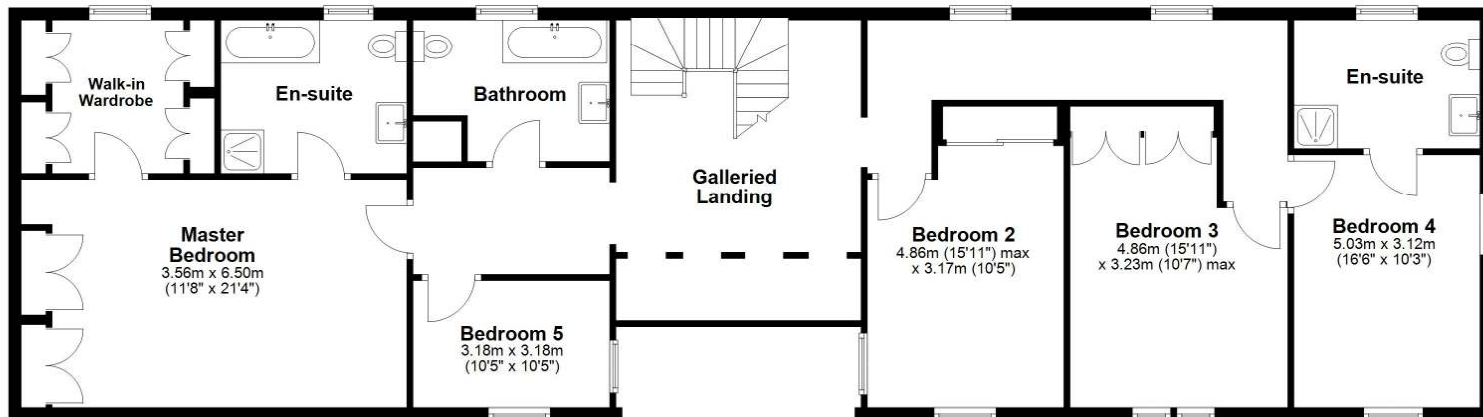 Walk-in
Wardrobe
En-suite
Bathroom
Galleried
Landing
En-suite
Master
Bedroom
3.56m x 6.50m
(11'8" x 21'4")
Bedroom 5
3.18m x 3.18m
(10'5" x 10'5")
Bedroom 2
4.86m (15'11") max
x 3.17m (10'5")
Bedroom 3
4.86m (15'11")
x 3.23m (10'7") max
Bedroom 4
5.03m x 3.12m
(16'6" x 10'3")